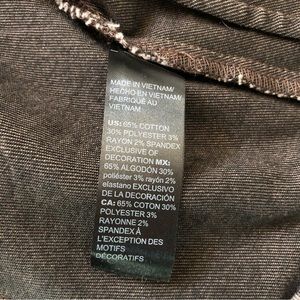 MADE IN VIETNAM/
HECHO EN VIETNAM/
FABRIQUÉ AU
VIETNAM
US: 65% COTTON
30% POLYESTER 3%
RAYON 2% SPANDEX
EXCLUSIVE OF
DECORATION MX:
65% ALGODÓN 30%
poliéster 3% rayón 2%
elastano EXCLUSIVO
DE LA DECORACIÓN
CA: 65% COTON 30%
POLYESTER 3%
RAYONNE 2%
SPANDEX À
L'EXCEPTION DES
MOTIFS
DÉCORATIFS